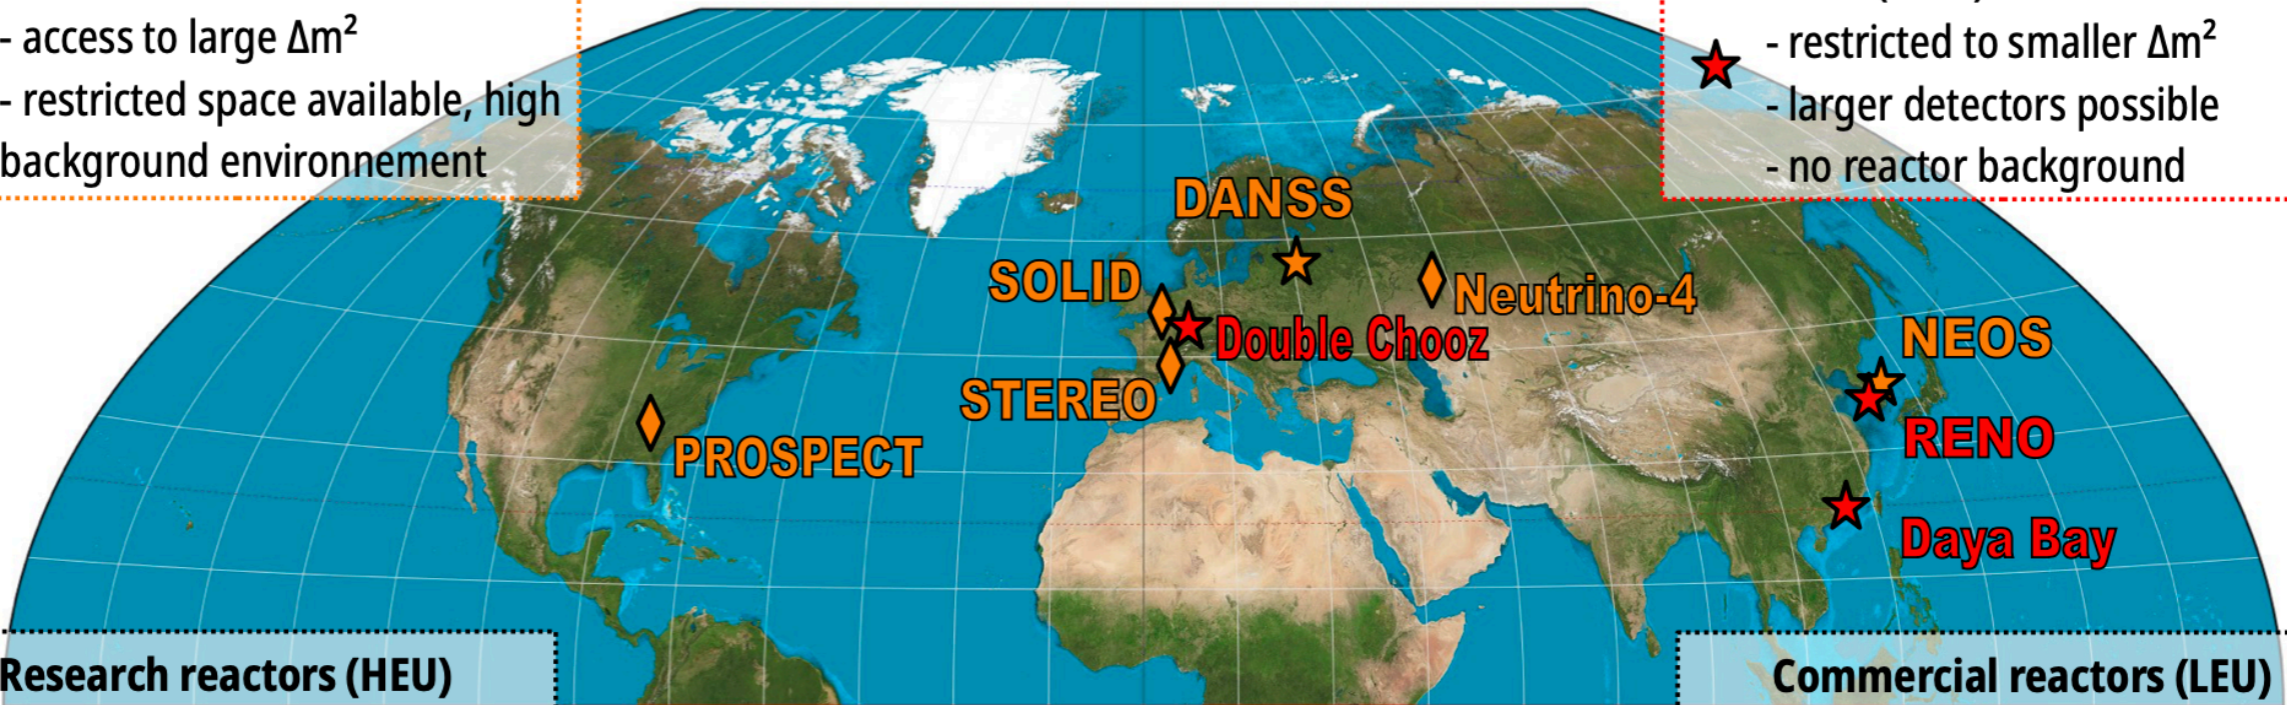 - access to large Δm²
- restricted space available, high
background environnement
- restricted to smaller Δm²
- larger detectors possible
- no reactor background
DANSS
SOLID
Neutrino-4
Double Chooz
NEOS
STEREO
RENO
PROSPECT
Daya Bay
Research reactors (HEU)
Commercial reactors (LEU)